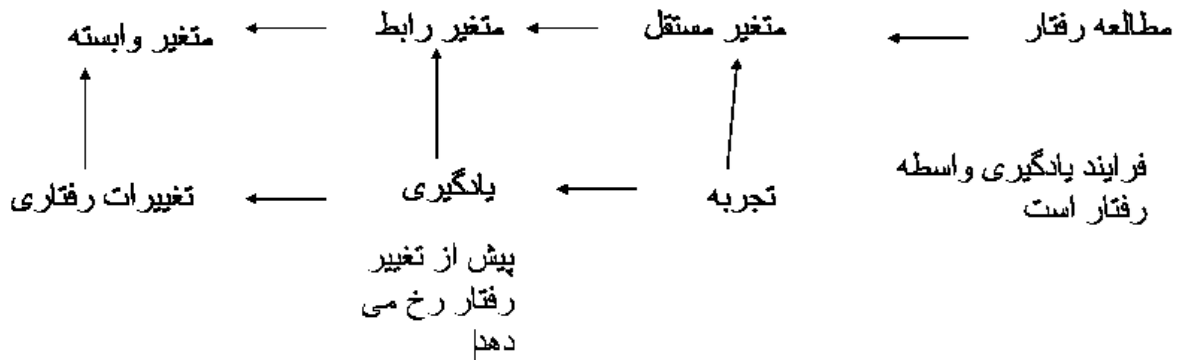 مطالعه رفتار
متغیر مستقل
متغیر رابط
متغیر وابسته
فرایند یادگیری واسطه
رفتار است
تجربه
یادگیری
تغییرات رفتاری
پیش از تغییر
رفتار رخ می
دهد